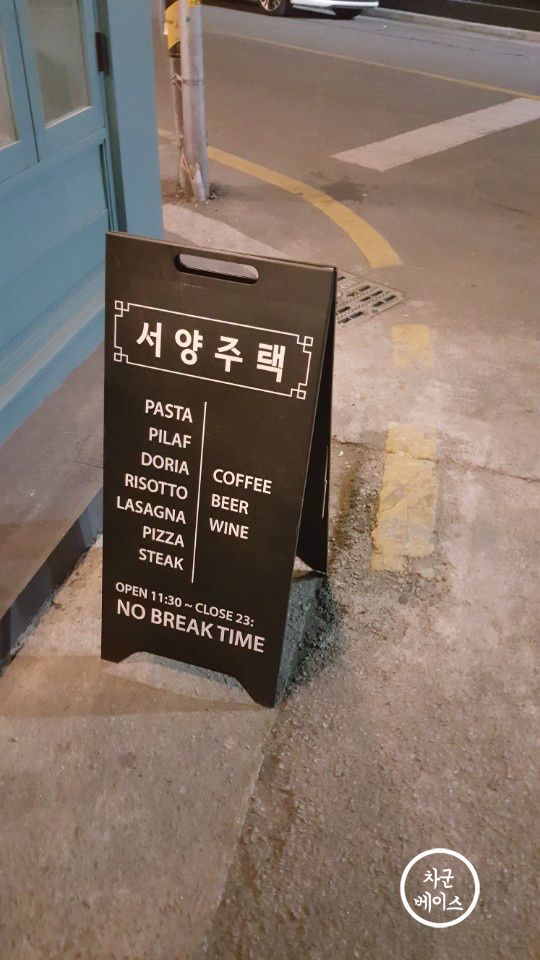 서양주택
PASTA
PILAF
DORIA
RISOTTO
LASAGNA
PIZZA
STEAK
COFFEE
BEER
WINE
OPEN 11:30 ~ CLOSE 23:
NO BREAK TIME
차군
베이스